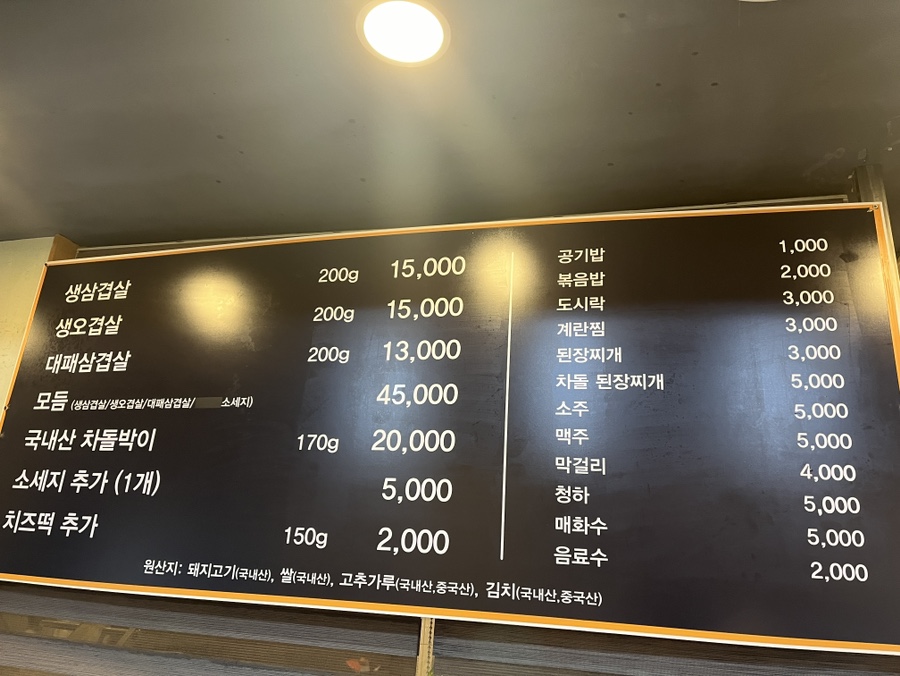 생삼겹살 200g 15,000
생오겹살 200g 15,000
대패삼겹살 200g 13,000
모듬 (생삼겹살/생오겹살/대패삼겹살/ 소세지) 45,000
국내산 차돌박이 170g 20,000
소세지 추가 (1개) 5,000
치즈떡 추가 150g 2,000
공기밥 1,000
볶음밥 2,000
도시락 3,000
계란찜 3,000
된장찌개 3,000
차돌 된장찌개 5,000
소주 5,000
맥주 5,000
막걸리 4,000
청하 5,000
매화수 5,000
음료수 2,000
원산지: 돼지고기(국내산), 쌀(국내산), 고추가루(국내산,중국산), 김치(국내산,중국산)